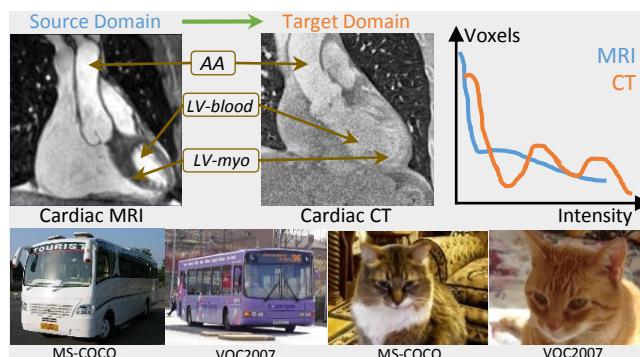 Source Domain
Target Domain
AA
LV-blood
LV-myo
Cardiac MRI
Cardiac CT
Voxels
MRI
CT
Intensity
TOURIST
96
MS-COCO
VOC2007
MS-COCO
VOC2007